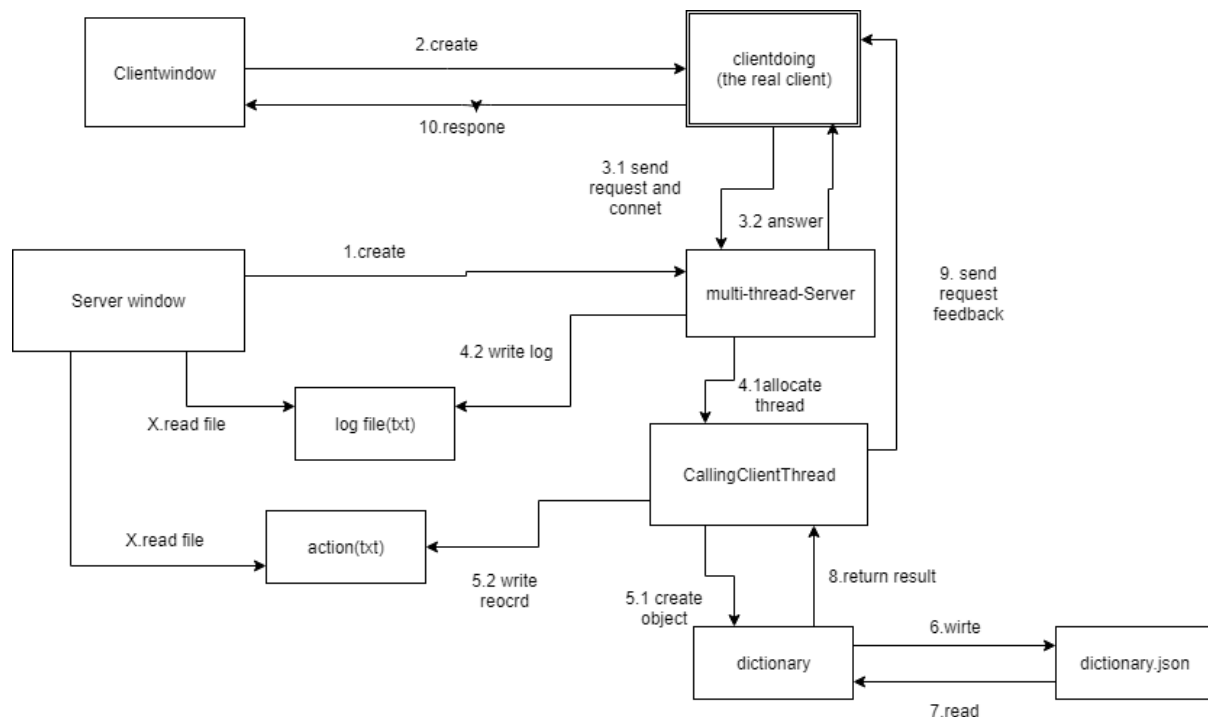 2.create
Clientwindow
clientdoing
(the real client)
10.respone
3.1 send
request and
connet
3.2 answer
1.create
Server window
multi-thread-Server
9. send
request
feedback
4.2 write log
4.1allocate
thread
X.read file
log file(txt)
CallingClientThread
X.read file
action(txt)
5.2 write
reocrd
8.return result
5.1 create
object
6.wirte
dictionary
dictionary.json
7.read